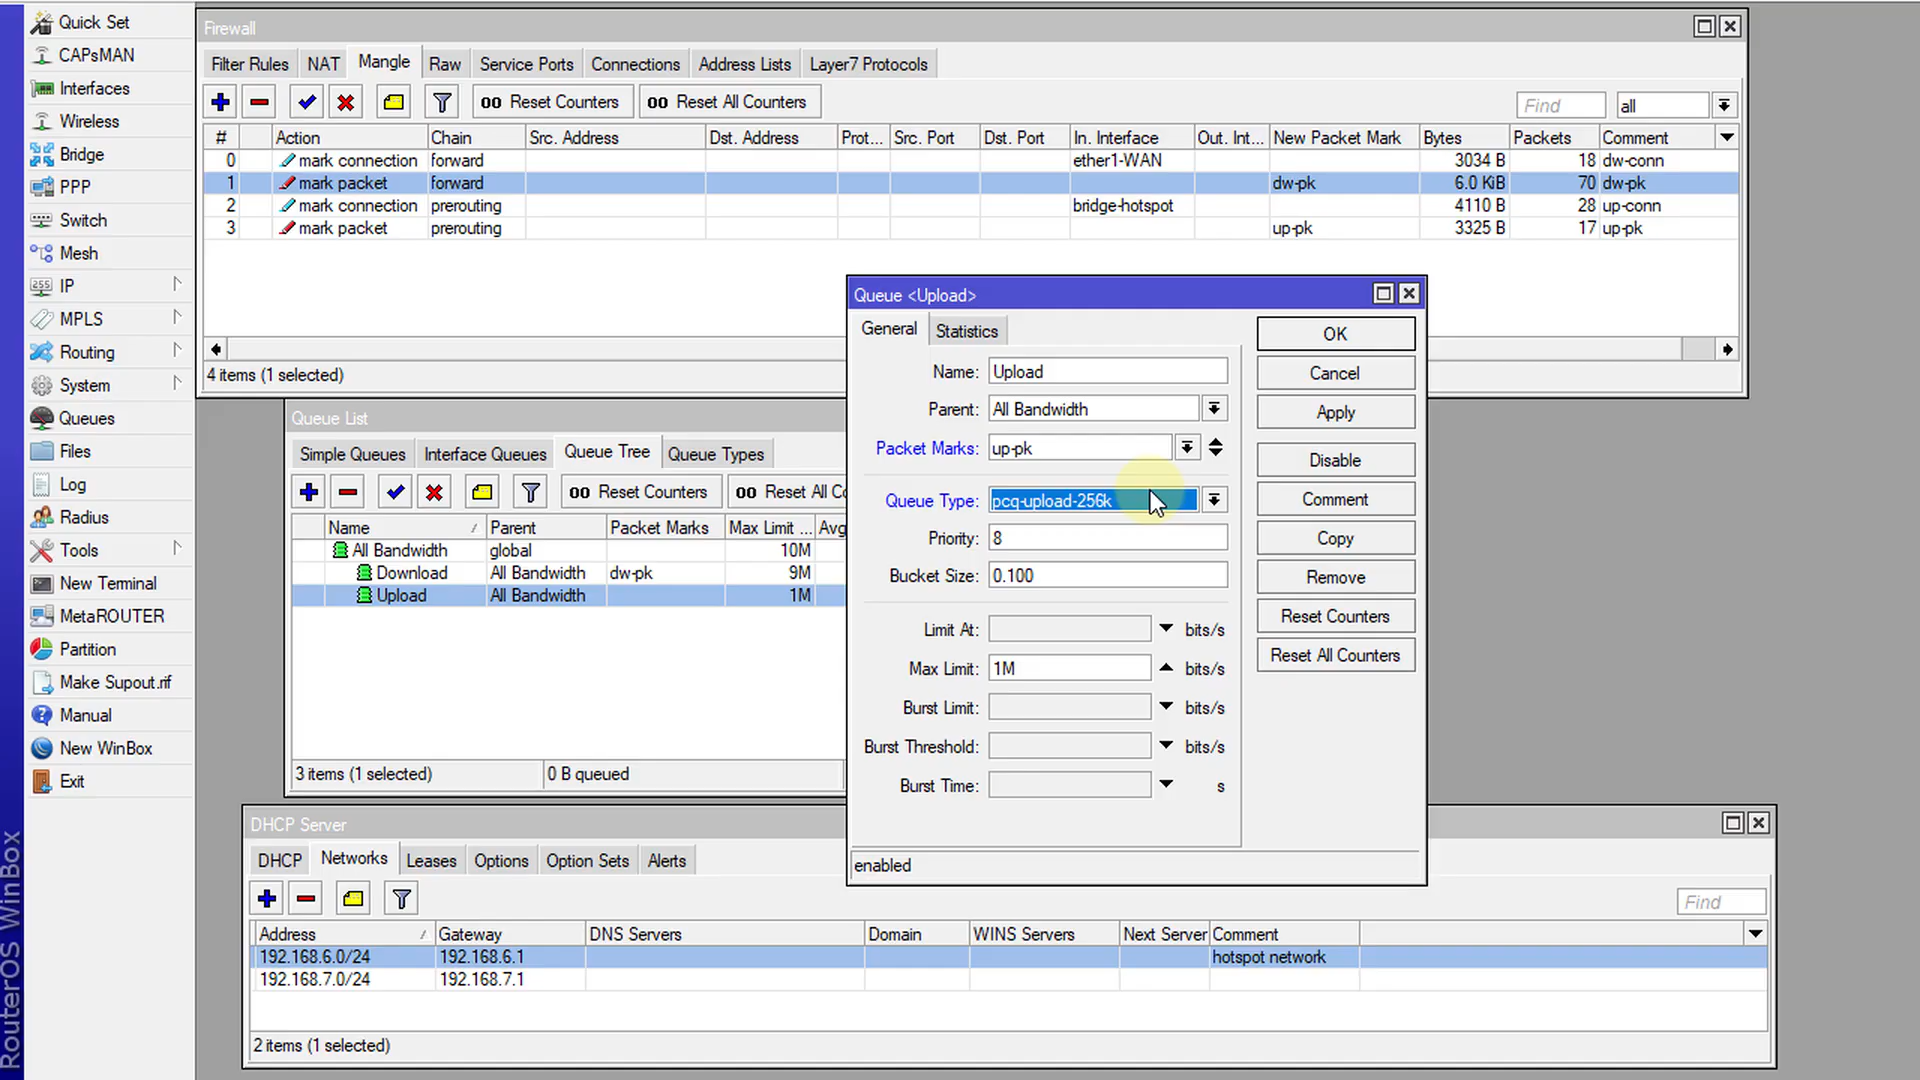 Quick Set
CAPsMAN
Interfaces
Wireless
Bridge
PPP
Switch
Mesh
IP
MPLS
Routing
System
Queues
Files
Log
Radius
Tools
New Terminal
MetaROUTER
Partition
Make Supout.rif
Manual
New WinBox
Exit
RouterOS WinBox
Firewall
Filter Rules NAT Mangle Raw Service Ports Connections Address Lists Layer7 Protocols
00 Reset Counters 00 Reset All Counters Find all
# Action Chain Src. Address Dst. Address Prot... Src. Port Dst. Port In. Interface Out. Int... New Packet Mark Bytes Packets Comment
0 mark connection forward ether1-WAN 3034 B 18 dw-conn
1 mark packet forward dw-pk 6.0 KiB 70 dw-pk
2 mark connection prerouting bridge-hotspot 4110 B 28 up-conn
3 mark packet prerouting up-pk 3325 B 17 up-pk
4 items (1 selected)
Queue List
Simple Queues Interface Queues Queue Tree Queue Types
00 Reset Counters 00 Reset All Co
Name Parent Packet Marks Max Limit ... Avg
All Bandwidth global 10M
Download All Bandwidth dw-pk 9M
Upload All Bandwidth 1M
3 items (1 selected) 0 B queued
Queue <Upload>
General Statistics
Name: Upload
Parent: All Bandwidth
Packet Marks: up-pk
Queue Type: pcq-upload-256k
Priority: 8
Bucket Size: 0.100
Limit At: bits/s
Max Limit: 1M bits/s
Burst Limit: bits/s
Burst Threshold: bits/s
Burst Time: s
enabled
OK
Cancel
Apply
Disable
Comment
Copy
Remove
Reset Counters
Reset All Counters
DHCP Server
DHCP Networks Leases Options Option Sets Alerts
Find
Address Gateway DNS Servers Domain WINS Servers Next Server Comment
192.168.6.0/24 192.168.6.1 hotspot network
192.168.7.0/24 192.168.7.1
2 items (1 selected)